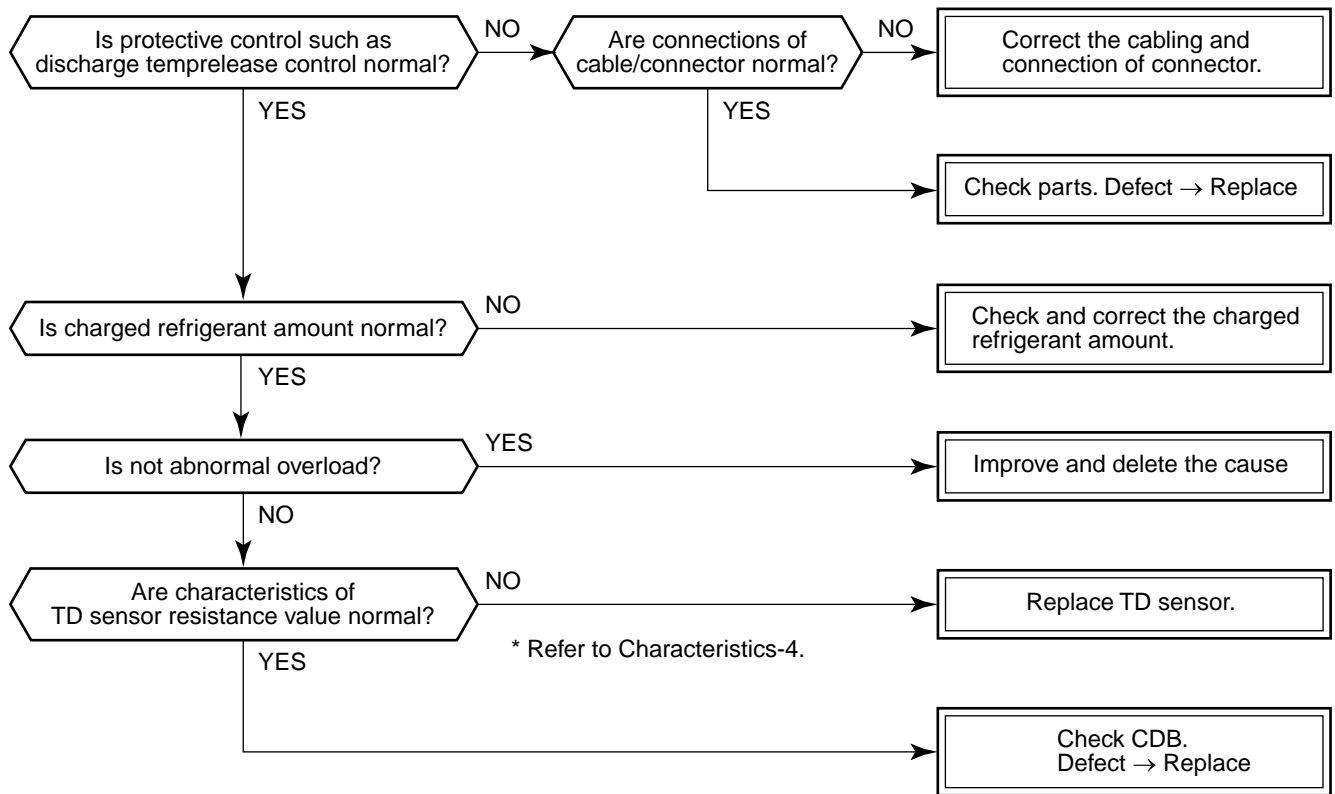 Is protective control such as
discharge temprelease control normal?
NO
Are connections of
cable/connector normal?
NO
Correct the cabling and
connection of connector.
YES
YES
Check parts. Defect → Replace
Is charged refrigerant amount normal?
NO
Check and correct the charged
refrigerant amount.
YES
Is not abnormal overload?
YES
Improve and delete the cause
NO
Are characteristics of
TD sensor resistance value normal?
NO
Replace TD sensor.
* Refer to Characteristics-4.
YES
Check CDB.
Defect → Replace